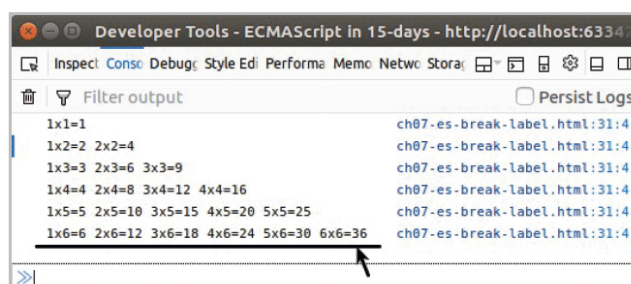 Developer Tools - ECMAScript in 15-days - http://localhost:6334
Inspect Conso Debug Style Edi Performa Memo Netwo Storag
Filter output Persist Logs
1x1=1 ch07-es-break-label.html:31:4
1x2=2 2x2=4 ch07-es-break-label.html:31:4
1x3=3 2x3=6 3x3=9 ch07-es-break-label.html:31:4
1x4=4 2x4=8 3x4=12 4x4=16 ch07-es-break-label.html:31:4
1x5=5 2x5=10 3x5=15 4x5=20 5x5=25 ch07-es-break-label.html:31:4
1x6=6 2x6=12 3x6=18 4x6=24 5x6=30 6x6=36 ch07-es-break-label.html:31:4